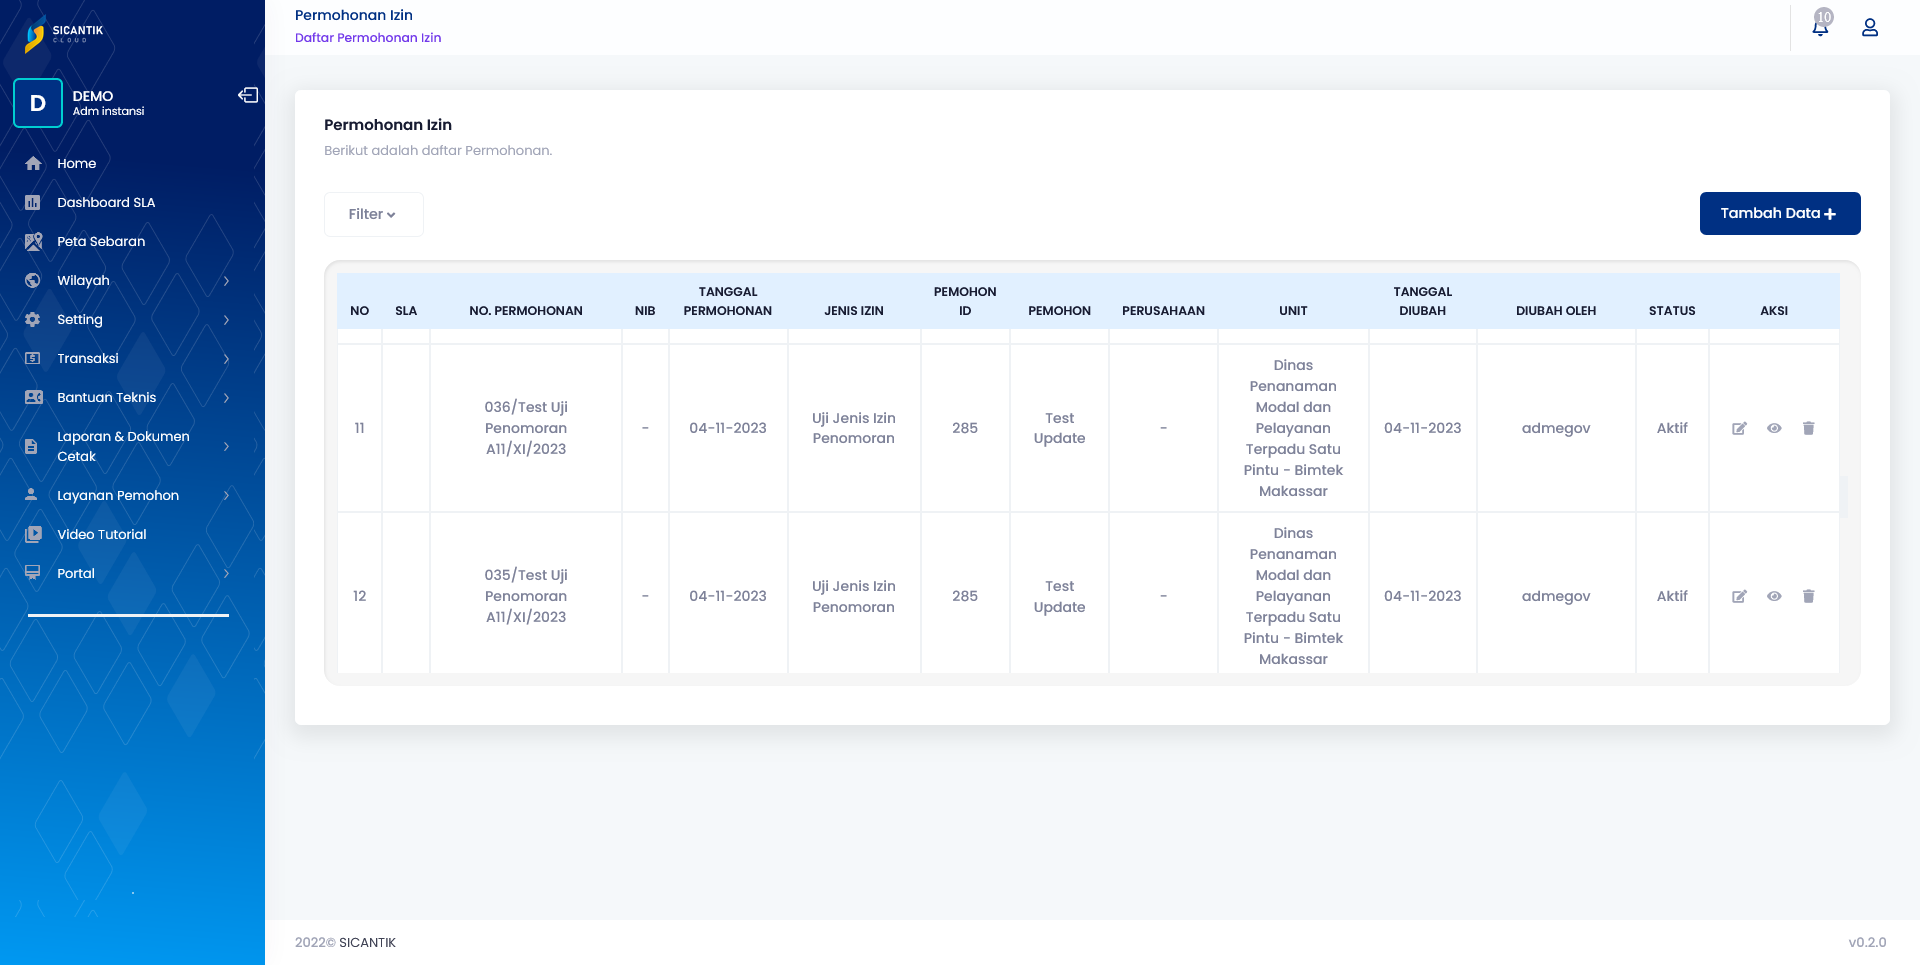 SICANTIK
CLOUD
D
DEMO
Adm instansi
Home
Dashboard SLA
Peta Sebaran
Wilayah
Setting
Transaksi
Bantuan Teknis
Laporan & Dokumen
Cetak
Layanan Pemohon
Video Tutorial
Portal
Permohonan Izin
Daftar Permohonan Izin
10
Permohonan Izin
Berikut adalah daftar Permohonan.
Filter
Tambah Data
NO SLA NO. PERMOHONAN NIB TANGGAL PERMOHONAN JENIS IZIN PEMOHON ID PEMOHON PERUSAHAAN UNIT TANGGAL DIUBAH DIUBAH OLEH STATUS AKSI
11
036/Test Uji
Penomoran
A11/XI/2023
-
04-11-2023
Uji Jenis Izin
Penomoran
285
Test
Update
-
Dinas
Penanaman
Modal dan
Pelayanan
Terpadu Satu
Pintu - Bimtek
Makassar
04-11-2023
admegov
Aktif
12
035/Test Uji
Penomoran
A11/XI/2023
-
04-11-2023
Uji Jenis Izin
Penomoran
285
Test
Update
-
Dinas
Penanaman
Modal dan
Pelayanan
Terpadu Satu
Pintu - Bimtek
Makassar
04-11-2023
admegov
Aktif
2022© SICANTIK
v0.2.0